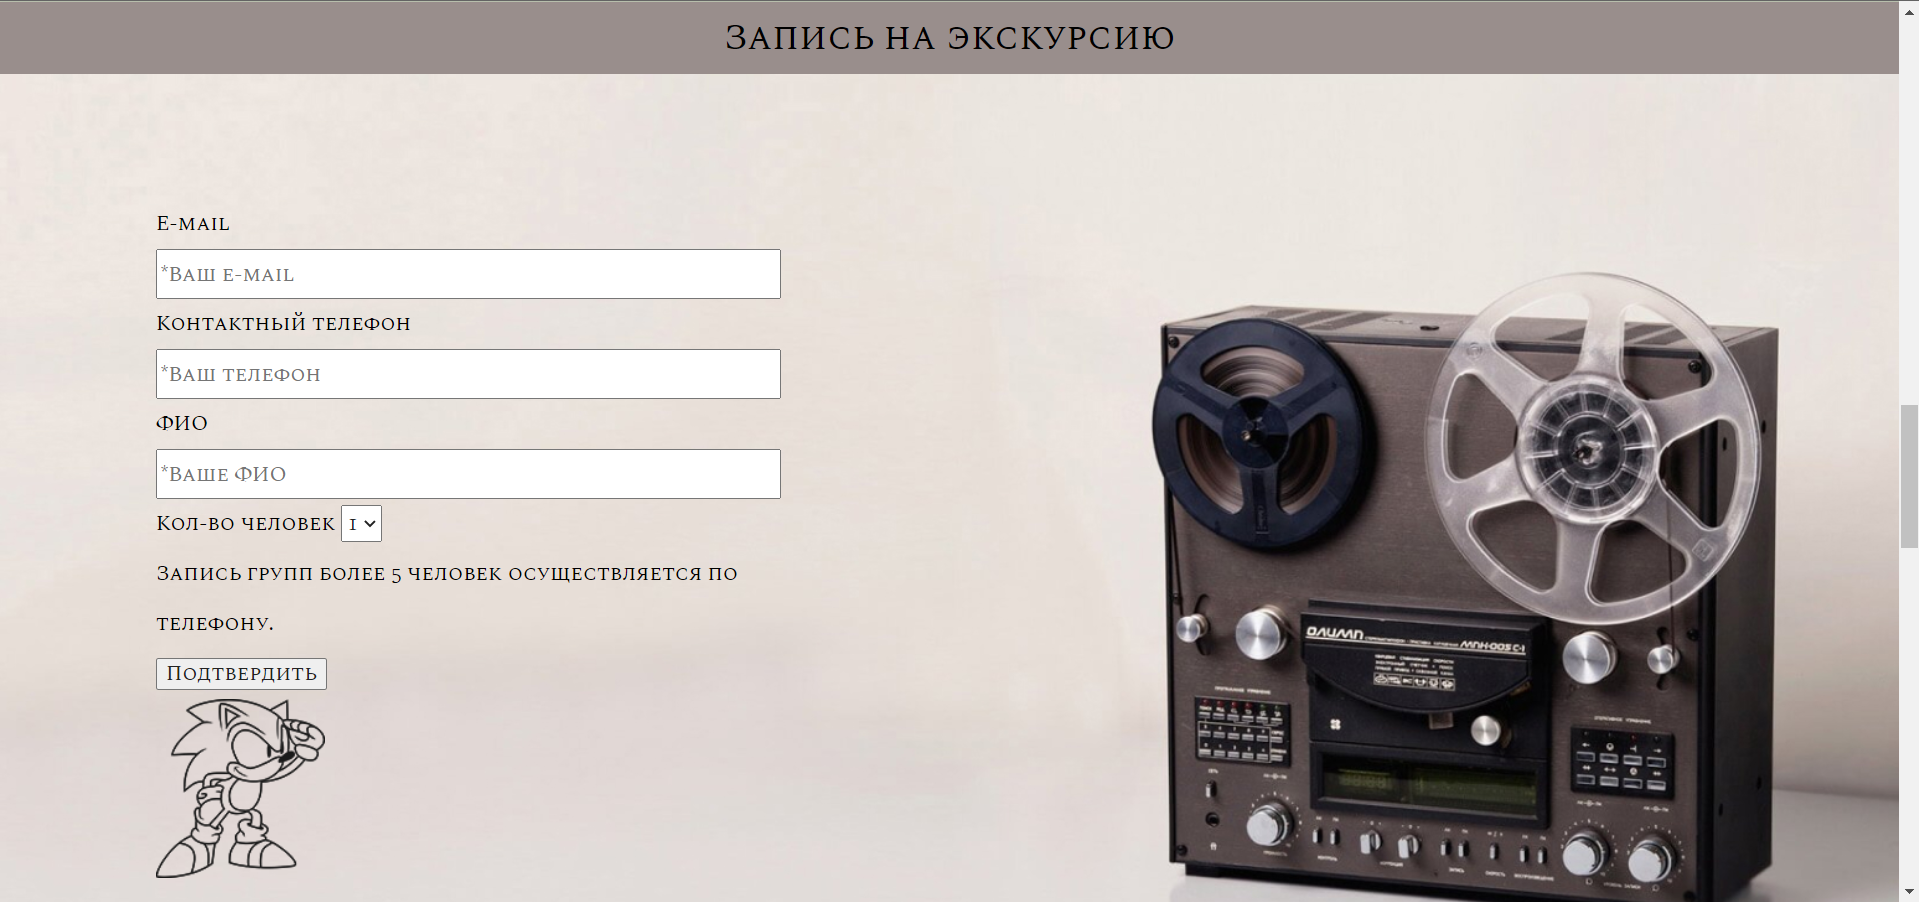 Запись на экскурсию
E-mail
*Ваш e-mail
Контактный телефон
*Ваш телефон
ФИО
*Ваше ФИО
Кол-во человек 1
Запись групп более 5 человек осуществляется по
телефону.
Подтвердить
ОЛИМП МПК-005 С-1